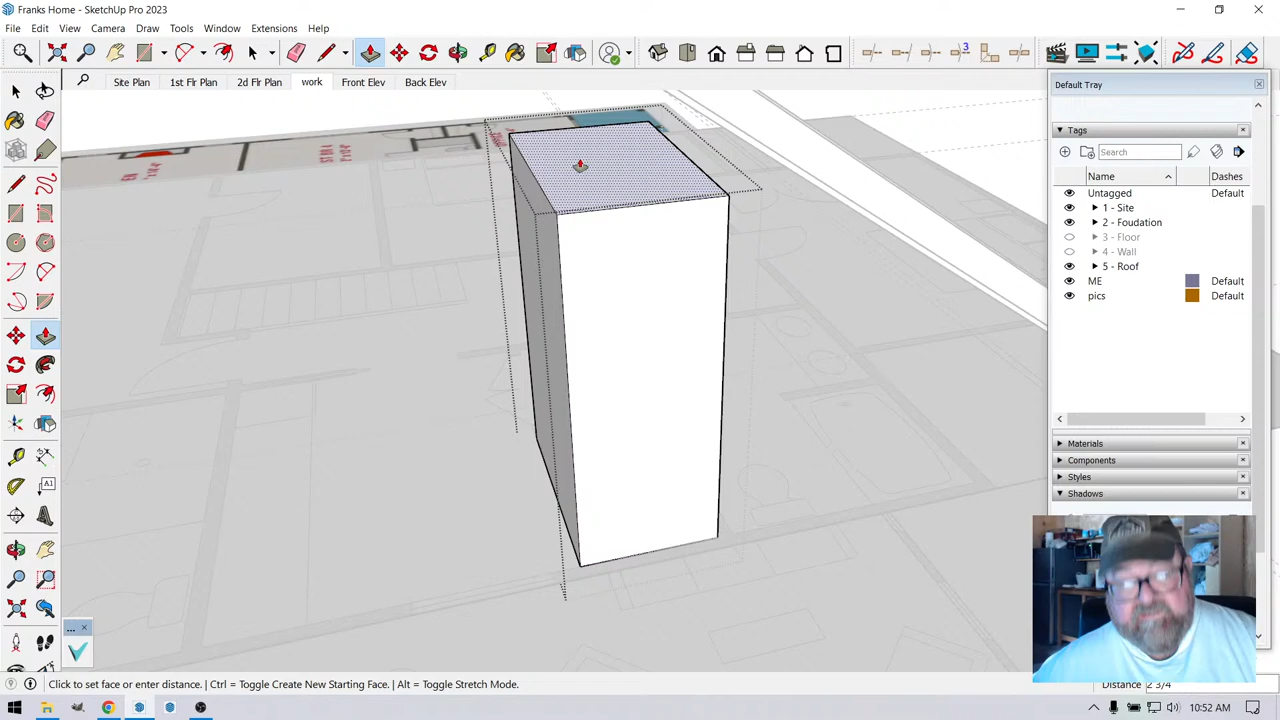 Franks Home - SketchUp Pro 2023
File Edit View Camera Draw Tools Window Extensions Help
3
Site Plan 1st Flr Plan 2d Flr Plan work Front Elev Back Elev
Default Tray
Tags
Search
Name Dashes
Untagged Default
1 - Site
2 - Foudation
3 - Floor
4 - Wall
5 - Roof
ME Default
pics Default
Materials
Components
Styles
Shadows
A1
...
Click to set face or enter distance. | Ctrl = Toggle Create New Starting Face. | Alt = Toggle Stretch Mode.
Distance 2 3/4
10:52 AM